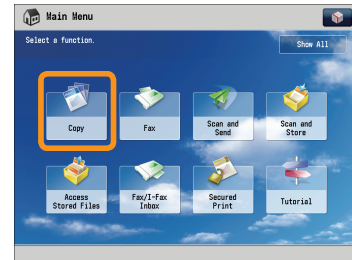 Main Menu
Select a function.
Show All
Copy
Fax
Scan and
Send
Scan and
Store
Access
Stored Files
Fax/I-Fax
Inbox
Secured
Print
Tutorial